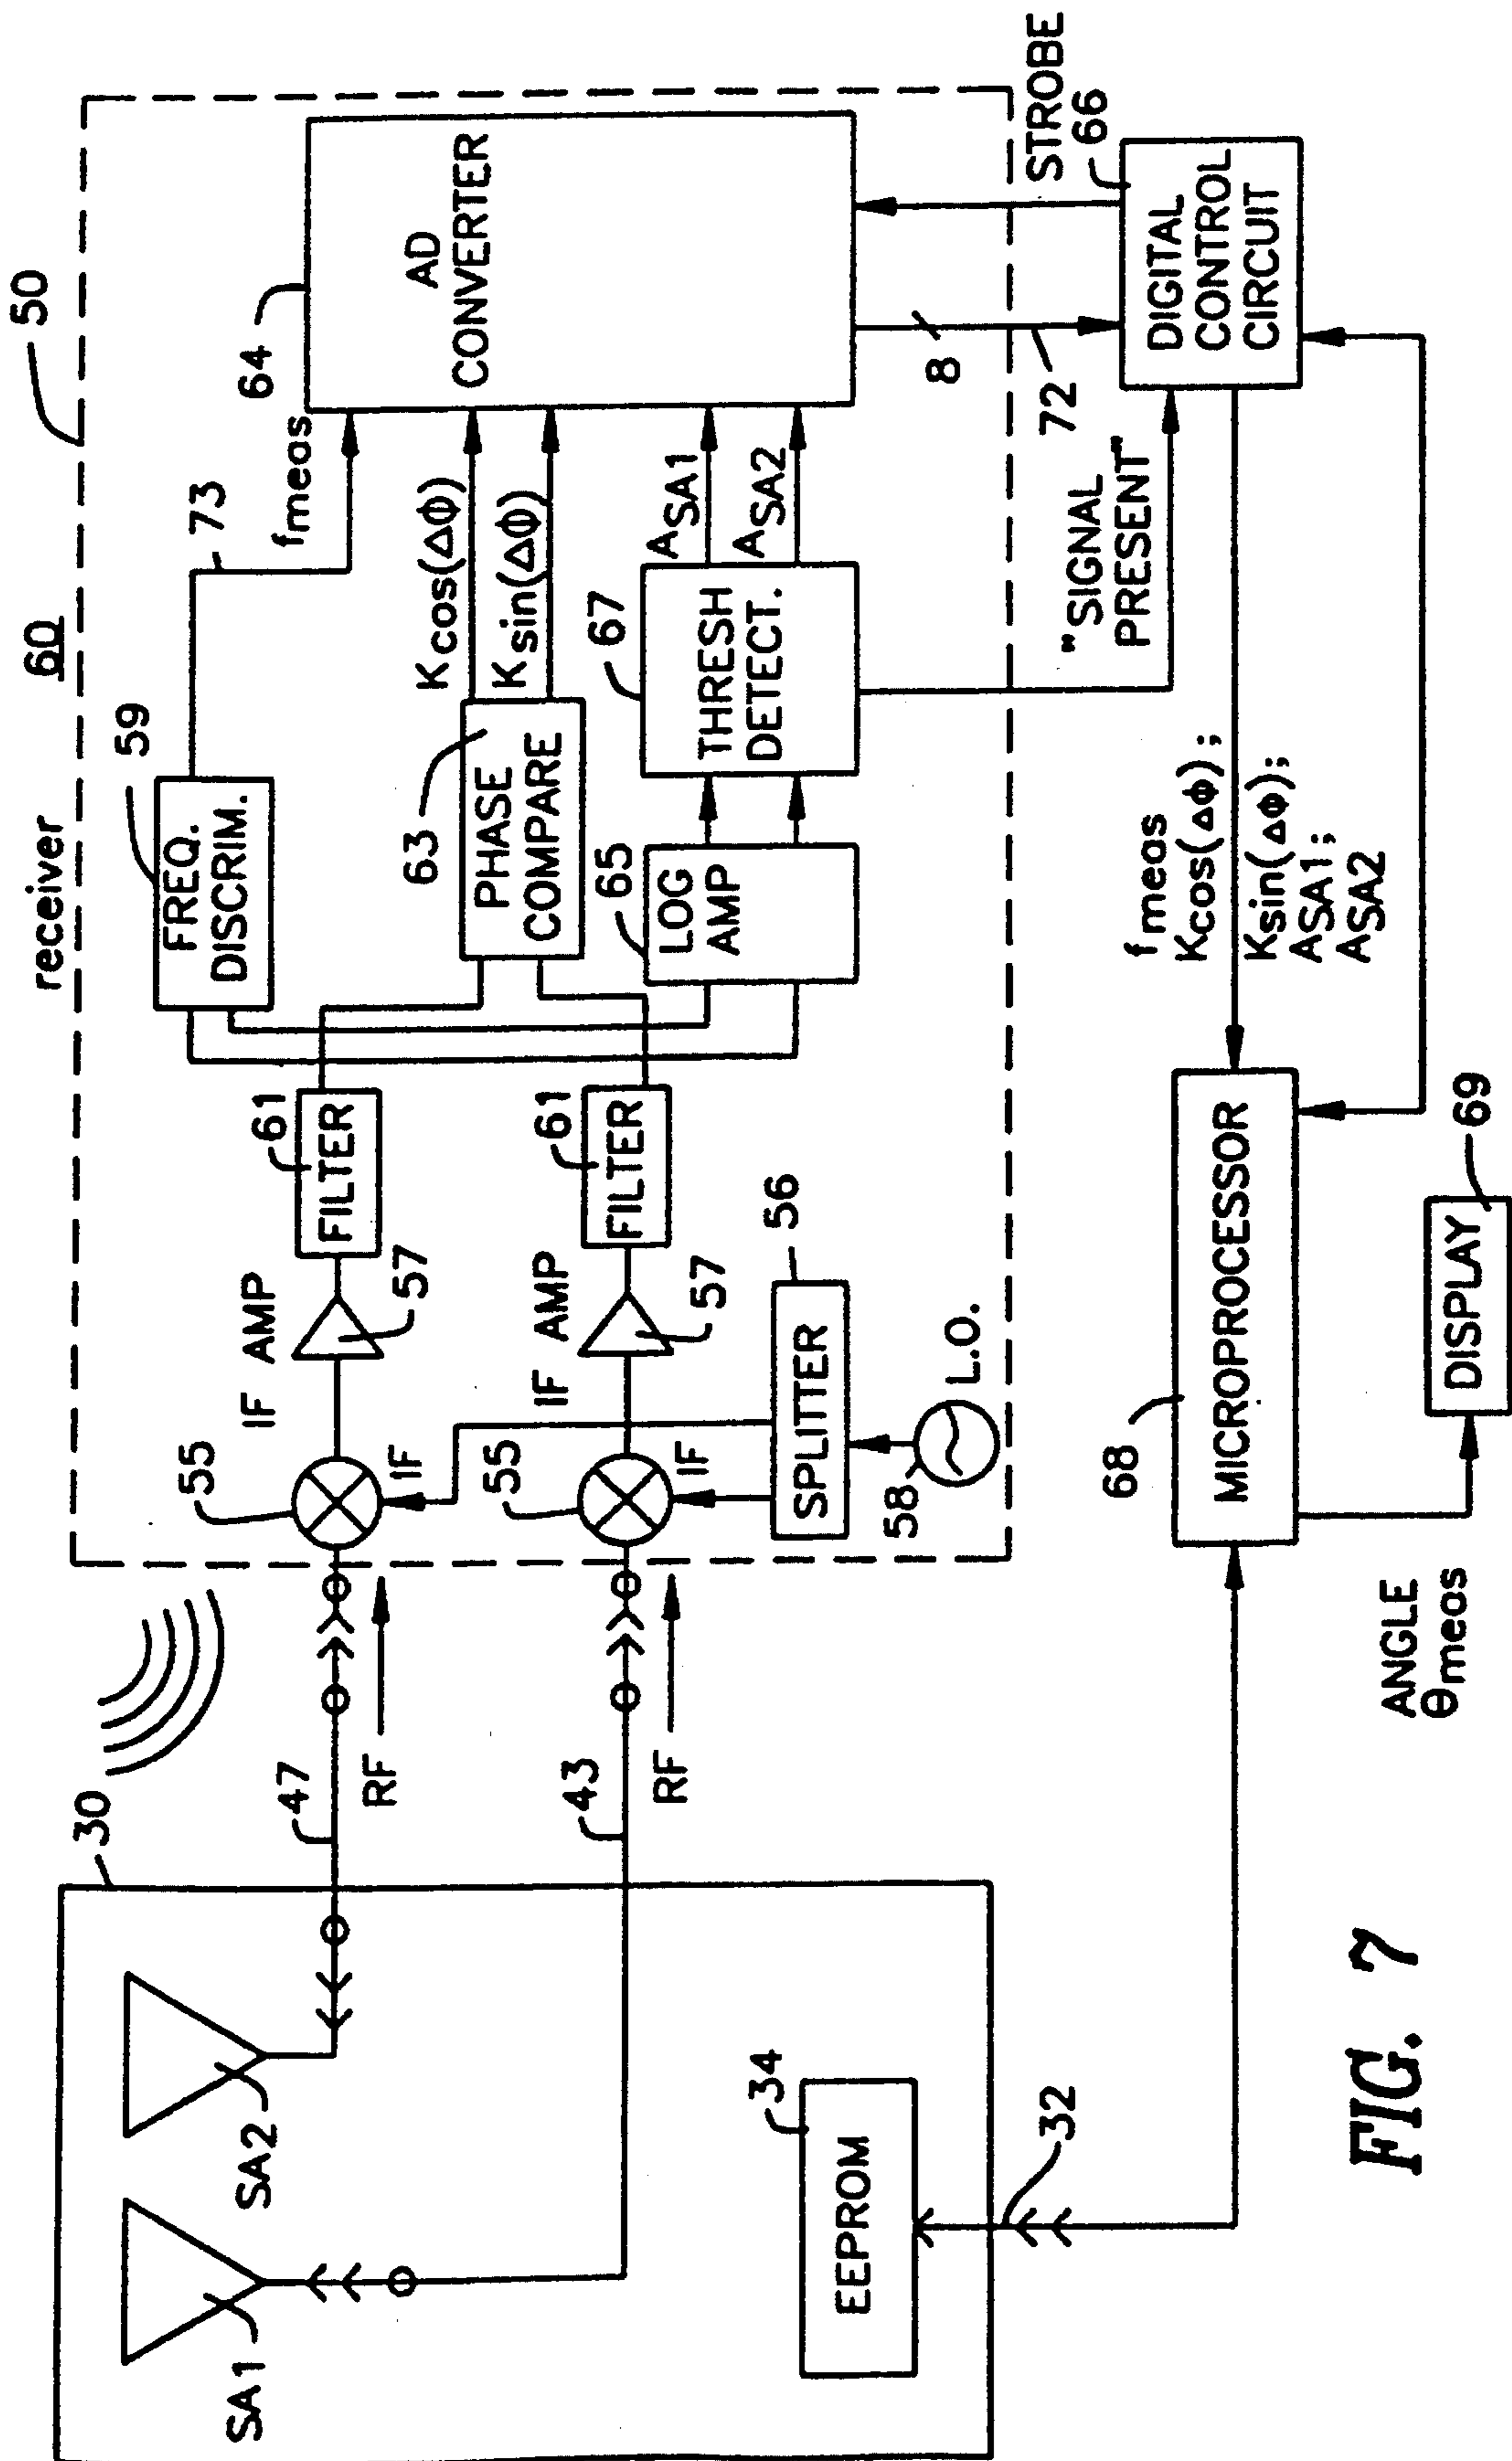 receiver
60
50
30
SA1
SA2
47
43
RF
RF
EEPROM
34
32
55
IF
55
IF
IF AMP
57
IF AMP
57
61
FILTER
61
FILTER
SPLITTER
56
58
L.O.
59
FREQ.
DISCRIM.
73
fmeas
63
PHASE
COMPARE
Kcos(ΔΦ)
Ksin(ΔΦ)
65
LOG
AMP
67
THRESH
DETECT.
ASA1
ASA2
64
AD
CONVERTER
8
72
STROBE
66
DIGITAL
CONTROL
CIRCUIT
"SIGNAL
PRESENT"
fmeas
Kcos(ΔΦ);
Ksin(ΔΦ);
ASA1;
ASA2
68
MICROPROCESSOR
DISPLAY
69
ANGLE
θmeas
FIG. 7